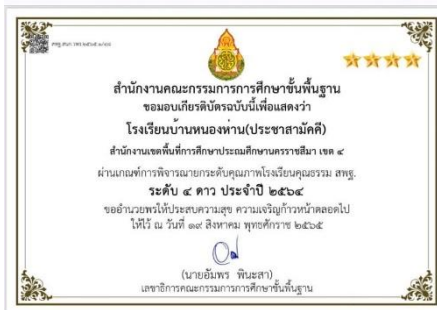 สำนักงานคณะกรรมการการศึกษาขั้นพื้นฐาน
ขอมอบเกียรติบัตรฉบับนี้เพื่อแสดงว่า
โรงเรียนบ้านหนองห่าน(ประชาสามัคคี)
สำนักงานเขตพื้นที่การศึกษาประถมศึกษานครราชสีมา เขต ๔
ผ่านเกณฑ์การพิจารณายกระดับคุณภาพโรงเรียนคุณธรรม สพฐ.
ระดับ ๔ ดาว ประจำปี ๒๕๖๔
ขออำนวยพรให้ประสบความสุข ความเจริญก้าวหน้าตลอดไป
ให้ไว้ ณ วันที่ ๑๙ สิงหาคม พุทธศักราช ๒๕๖๕
(นายอัมพร พินะสา)
เลขาธิการคณะกรรมการการศึกษาขั้นพื้นฐาน